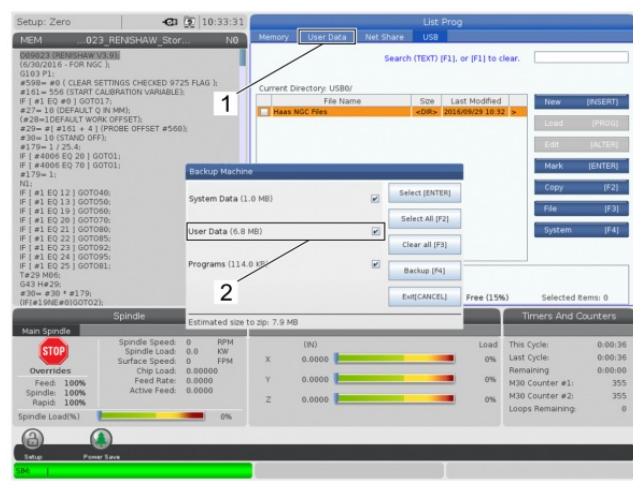 Setup: Zero
10:33:31
List Prog
MEM ...023_RENISHAW_Stor... N0
Memory User Data Net Share USB
O09023 (RENISHAW V3.9);
(6/30/2016 - FOR NGC );
G103 P1;
#598= #0 ( CLEAR SETTINGS CHECKED 9725 FLAG );
#161= 556 (START CALIBRATION VARIABLE);
IF [ #1 EQ #0 ] GOTO17;
#27= 10 (DEFAULT Q IN MM);
(#28=1DEFAULT WORK OFFSET);
#29= #[ #161 + 4 ] (PROBE OFFSET #560);
#30= 10 (STAND OFF);
#179= 1 / 25.4;
IF [ #4006 EQ 20 ] GOTO1;
IF [ #4006 EQ 70 ] GOTO1;
#179= 1;
N1;
IF [ #1 EQ 12 ] GOTO40;
IF [ #1 EQ 13 ] GOTO50;
IF [ #1 EQ 19 ] GOTO60;
IF [ #1 EQ 20 ] GOTO70;
IF [ #1 EQ 21 ] GOTO80;
IF [ #1 EQ 22 ] GOTO85;
IF [ #1 EQ 23 ] GOTO92;
IF [ #1 EQ 24 ] GOTO95;
IF [ #1 EQ 25 ] GOTO81;
T#29 M06;
G43 H#29;
#30= #30 * #179;
(IF[#19NE#0]GOTO2);
Search (TEXT) [F1], or [F1] to clear.
Current Directory: USB0/
File Name Size Last Modified
Haas NGC Files <DIR> 2016/09/29 10:32 >
New [INSERT]
Load [PROG]
Edit [ALTER]
Mark [ENTER]
Copy [F2]
File [F3]
System [F4]
1
Backup Machine
System Data (1.0 MB)
User Data (6.8 MB)
Programs (114.0 KB)
Select [ENTER]
Select All [F2]
Clear all [F3]
Backup [F4]
Exit[CANCEL]
2
Estimated size to zip: 7.9 MB
Free (15%)
Selected Items: 0
Spindle
Main Spindle
STOP
Overrides
Feed: 100%
Spindle: 100%
Rapid: 100%
Spindle Speed: 0 RPM
Spindle Load: 0.0 KW
Surface Speed: 0 FPM
Chip Load: 0.00000
Feed Rate: 0.0000
Active Feed: 0.0000
Spindle Load(%) 0%
(IN) Load
X 0.0000 0%
Y 0.0000 0%
Z 0.0000 0%
Timers And Counters
This Cycle: 0:00:36
Last Cycle: 0:00:36
Remaining 0:00:00
M30 Counter #1: 355
M30 Counter #2: 355
Loops Remaining: 0
Setup
Power Save
SIM: